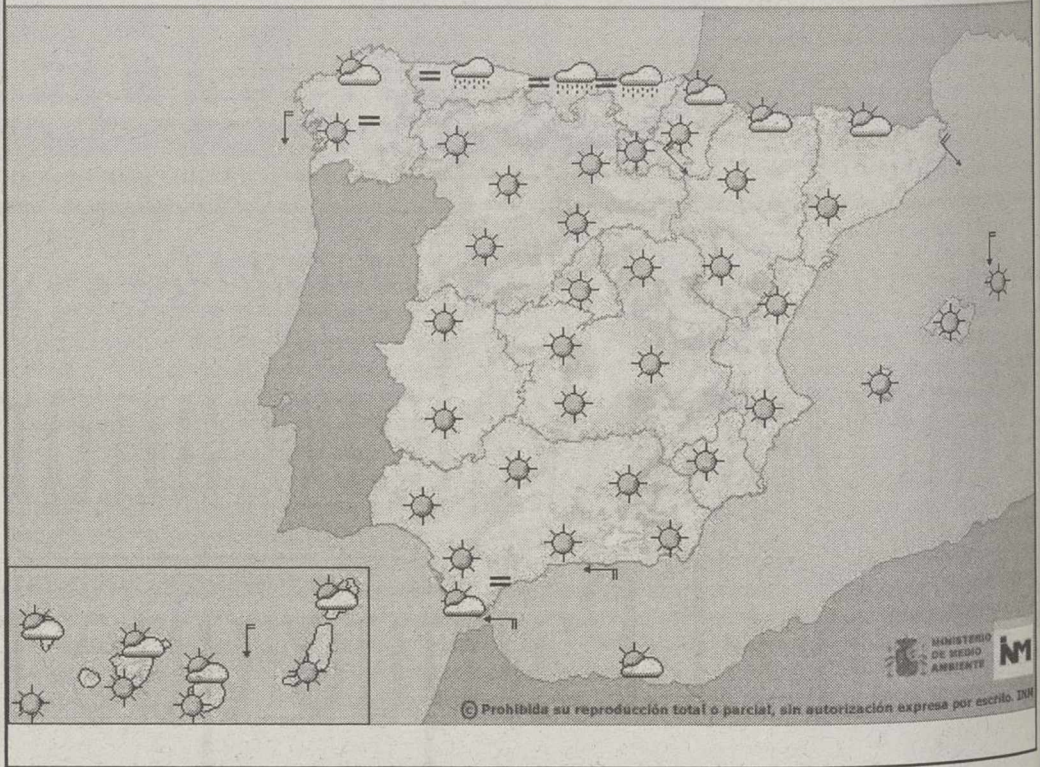 MINISTERIO
DE MEDIO
AMBIENTE
INM
© Prohibida su reproducción total o parcial, sin autorización expresa por escrito. INM